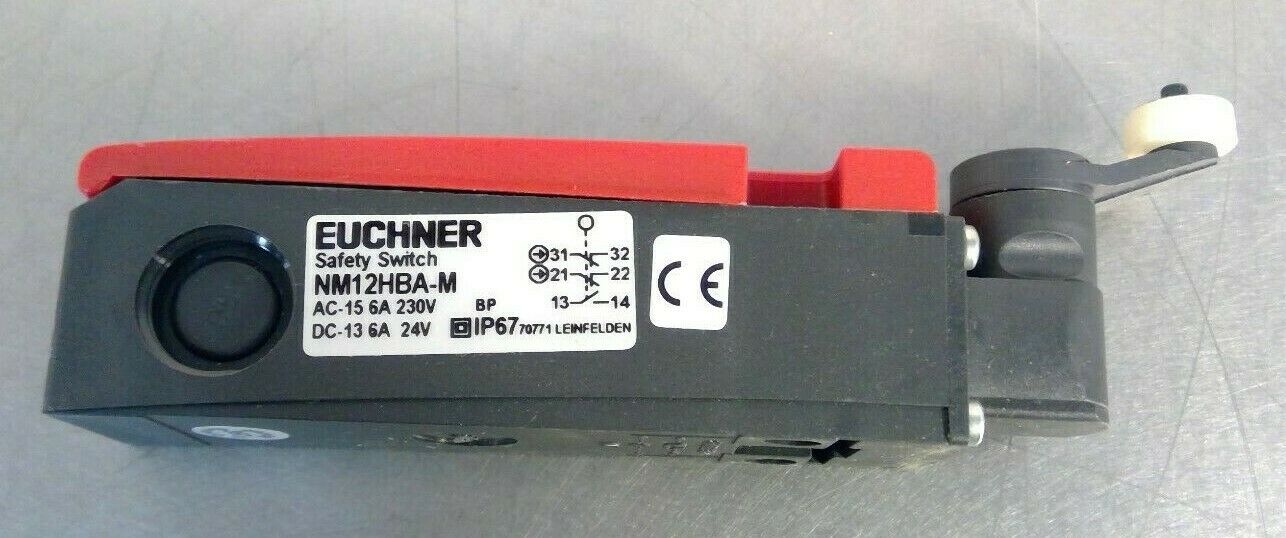 EUCHNER
Safety Switch
NM12HBA-M
AC-15 6A 230V BP
DC-13 6A 24V IP67 70771 LEINFELDEN
31 32
21 22
13 14
CE